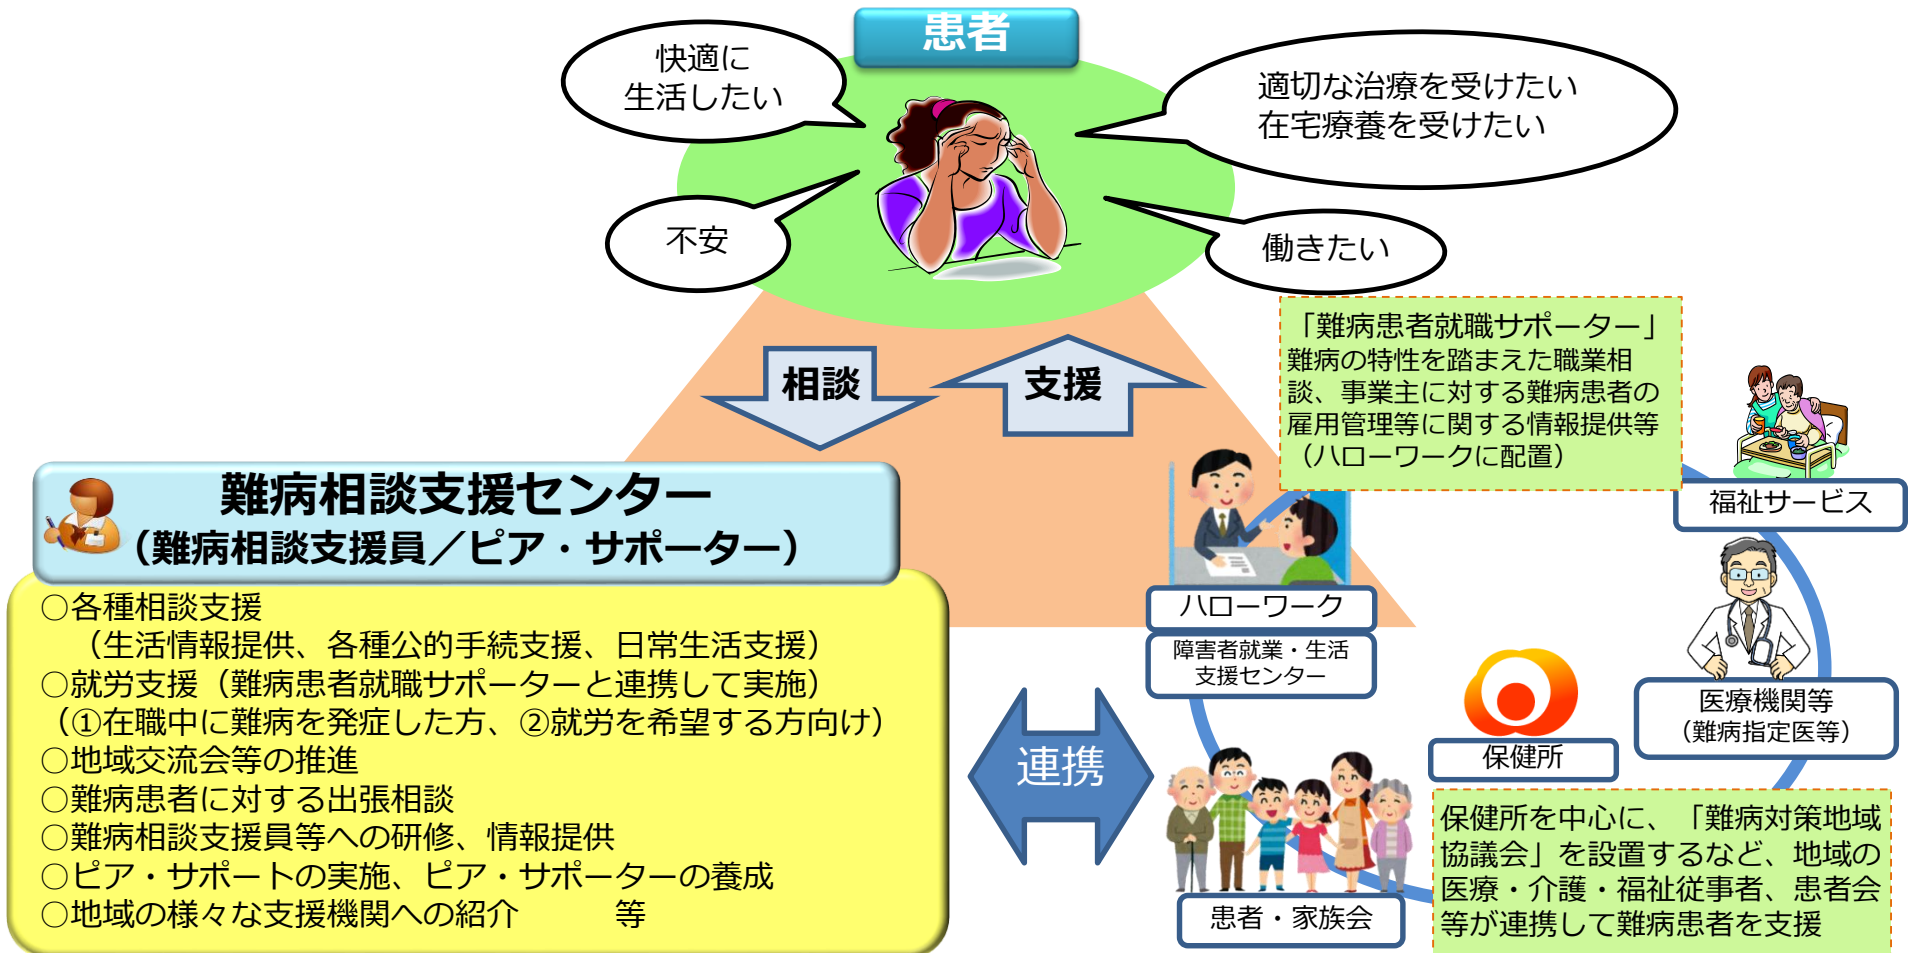 患者
快適に
生活したい
適切な治療を受けたい
在宅療養を受けたい
不安
働きたい
相談
支援
「難病患者就職サポーター」
難病の特性を踏まえた職業相
談、事業主に対する難病患者の
雇用管理等に関する情報提供等
（ハローワークに配置）
福祉サービス
難病相談支援センター
（難病相談支援員／ピア・サポーター）
○各種相談支援
（生活情報提供、各種公的手続支援、日常生活支援）
○就労支援（難病患者就職サポーターと連携して実施）
（①在職中に難病を発症した方、②就労を希望する方向け）
○地域交流会等の推進
○難病患者に対する出張相談
○難病相談支援員等への研修、情報提供
○ピア・サポートの実施、ピア・サポーターの養成
○地域の様々な支援機関への紹介　　　等
ハローワーク
障害者就業・生活
支援センター
医療機関等
（難病指定医等）
保健所
連携
保健所を中心に、「難病対策地域
協議会」を設置するなど、地域の
医療・介護・福祉従事者、患者会
等が連携して難病患者を支援
患者・家族会